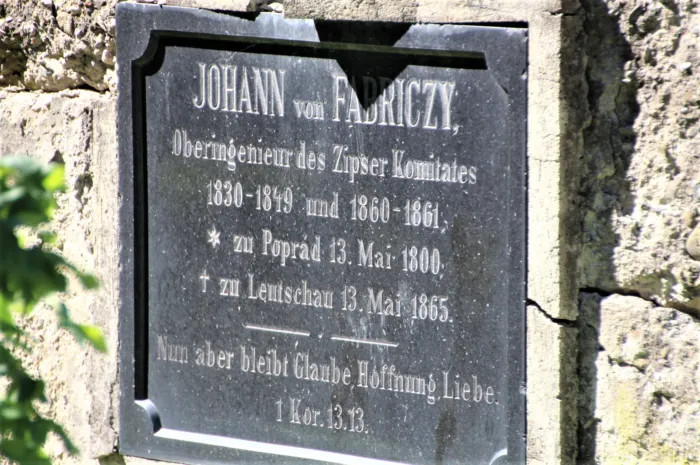 JOHANN von FABRICZY,
Oberingenieur des Zipser Komitates
1830-1849 und 1860-1861,
* zu Poprád 13. Mai 1800.
† zu Leutschau 13. Mai 1865.
Nun aber bleibt Glaube, Hoffnung, Liebe.
1 Kor. 13.13.